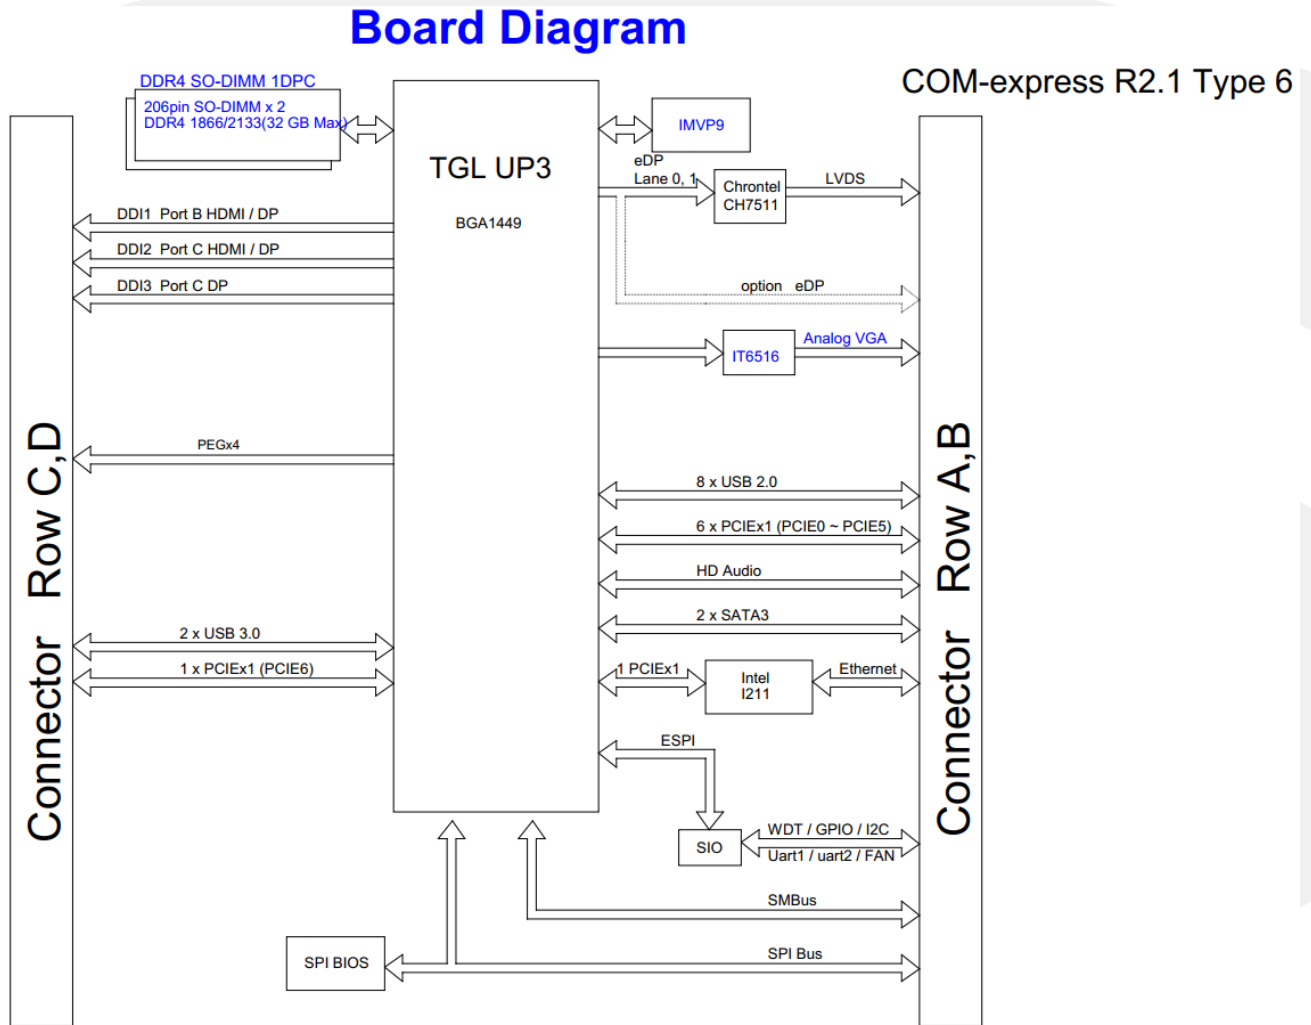 Board Diagram
COM-express R2.1 Type 6
DDR4 SO-DIMM 1DPC
206pin SO-DIMM x 2
DDR4 1866/2133(32 GB Max)
TGL UP3
BGA1449
IMVP9
eDP
Lane 0, 1
Chrontel
CH7511
LVDS
DDI1  Port B HDMI / DP
DDI2  Port C HDMI / DP
DDI3  Port C DP
option   eDP
IT6516
Analog VGA
PEGx4
8 x USB 2.0
6 x PCIEx1 (PCIE0 ~ PCIE5)
HD Audio
2 x SATA3
2 x USB 3.0
1 x PCIEx1 (PCIE6)
1 PCIEx1
Intel
I211
Ethernet
ESPI
SIO
WDT / GPIO / I2C
Uart1 / uart2 / FAN
SMBus
SPI BIOS
SPI Bus
Connector   Row C,D
Connector   Row A,B